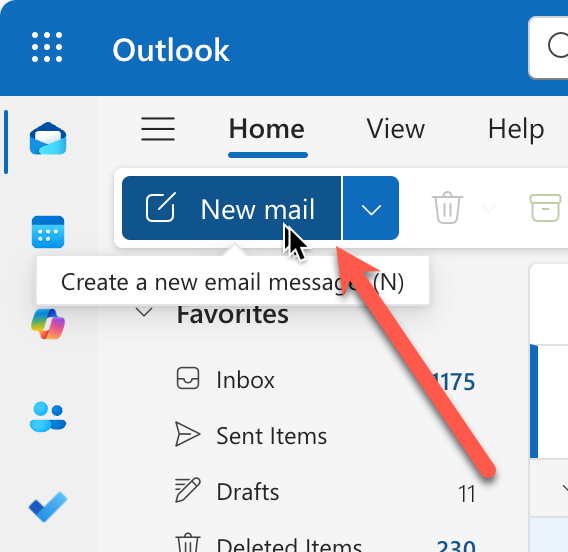 Outlook
Home View Help
New mail
Create a new email message (N)
Favorites
Inbox 1175
Sent Items
Drafts 11
Deleted Items 230